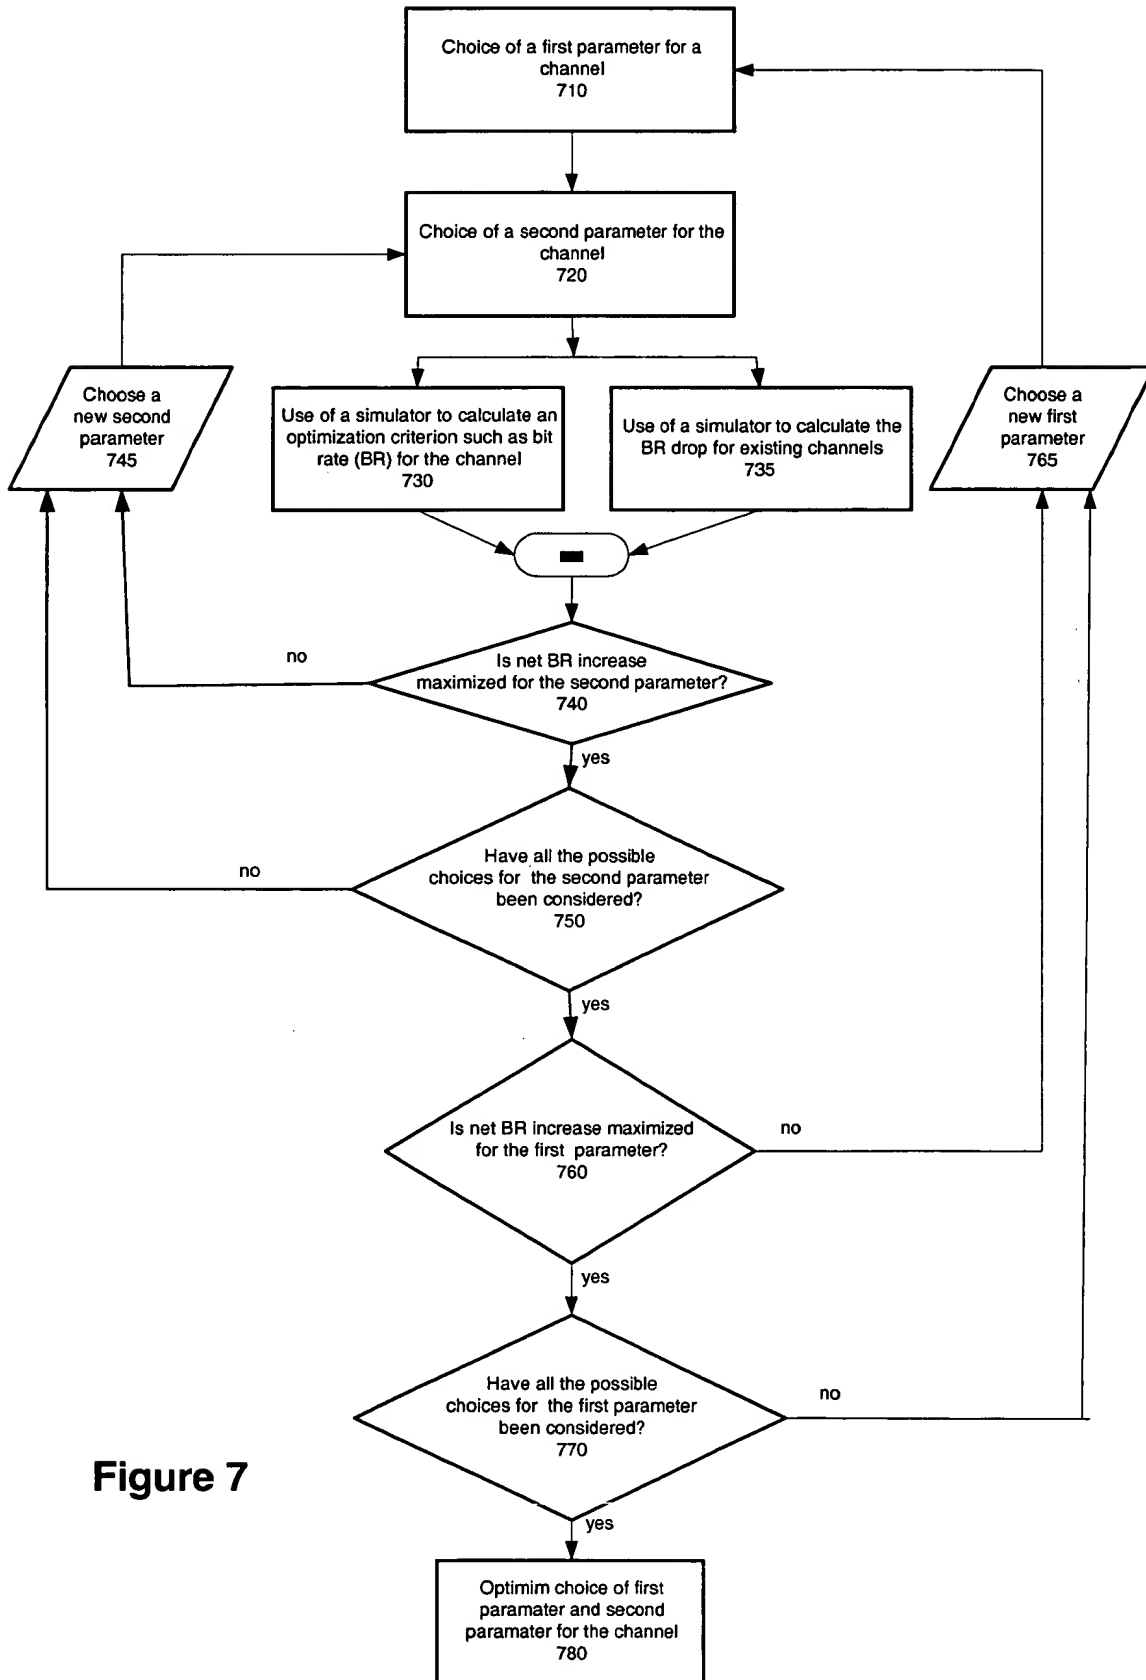 Choice of a first parameter for a
channel
710
Choice of a second parameter for the
channel
720
Choose a
new second
parameter
745
Use of a simulator to calculate an
optimization criterion such as bit
rate (BR) for the channel
730
Use of a simulator to calculate the
BR drop for existing channels
735
Choose a
new first
parameter
765
no
Is net BR increase
maximized for the second parameter?
740
yes
no
Have all the possible
choices for the second parameter
been considered?
750
yes
Is net BR increase maximized
for the first parameter?
760
no
yes
Have all the possible
choices for the first parameter
been considered?
770
no
Figure 7
yes
Optimim choice of first
paramater and second
paramater for the channel
780